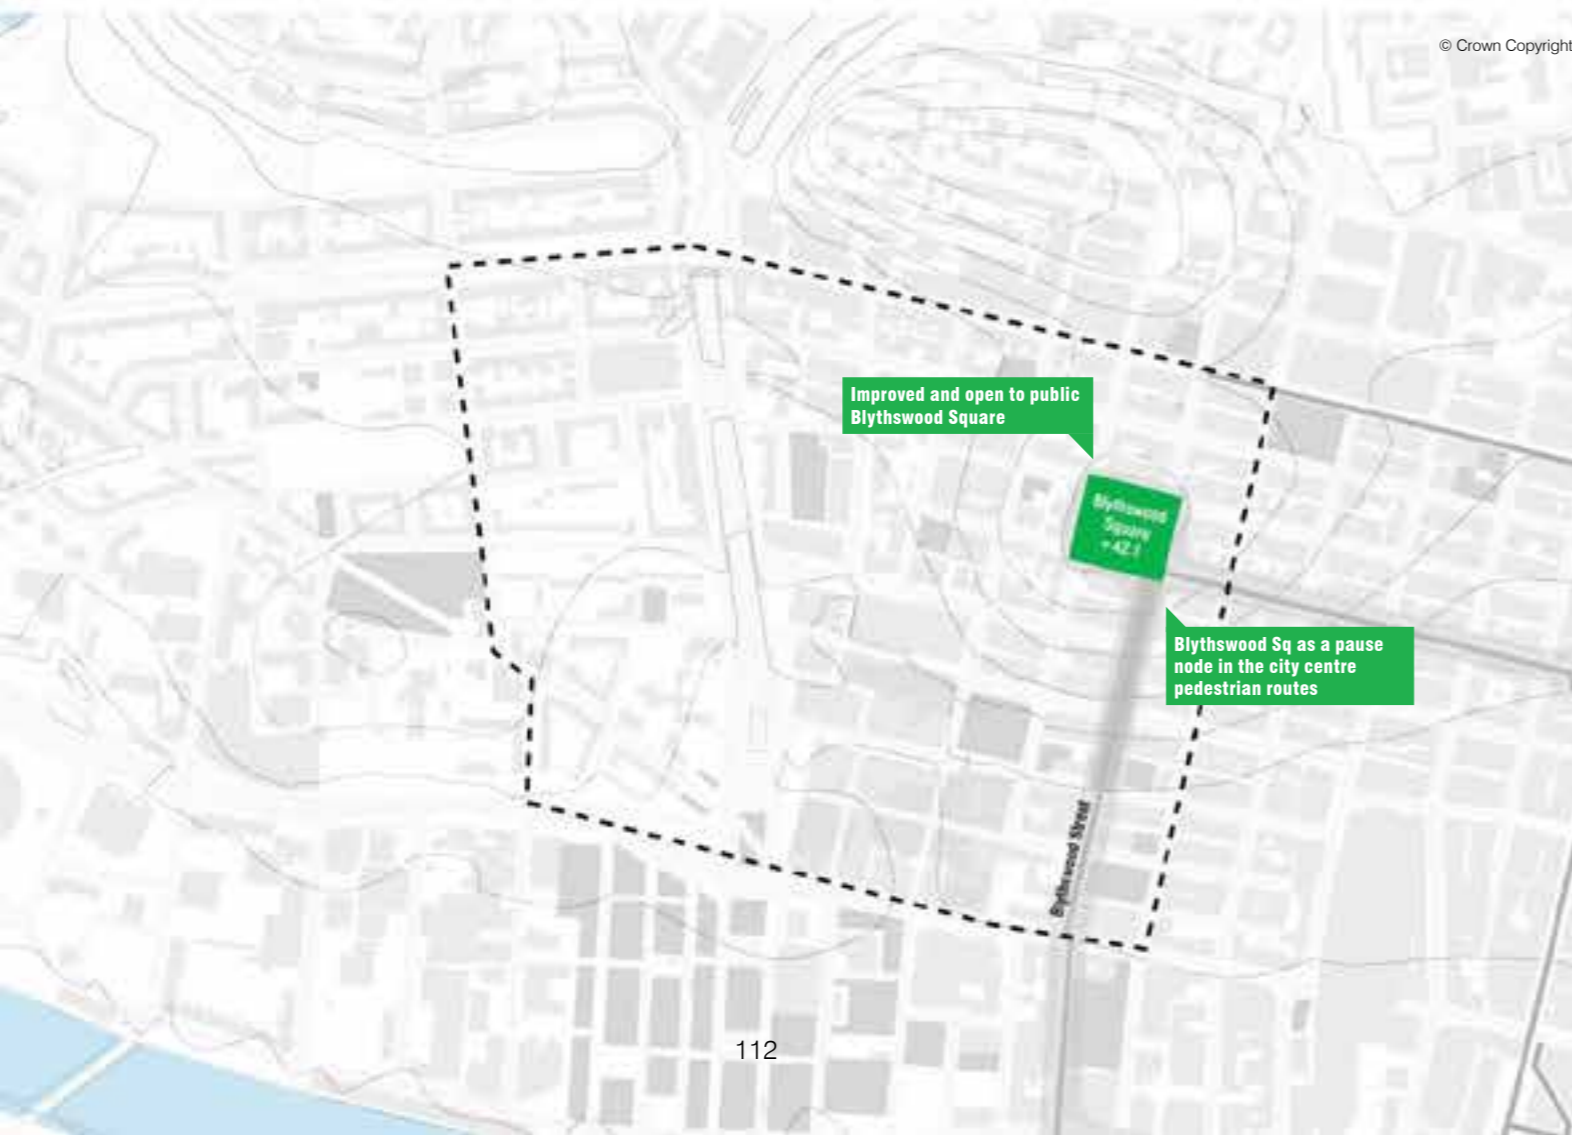 © Crown Copyright
Improved and open to public
Blythswood Square
Blythswood
Square
+42.1
Blythswood Sq as a pause
node in the city centre
pedestrian routes
Blythswood Street
112